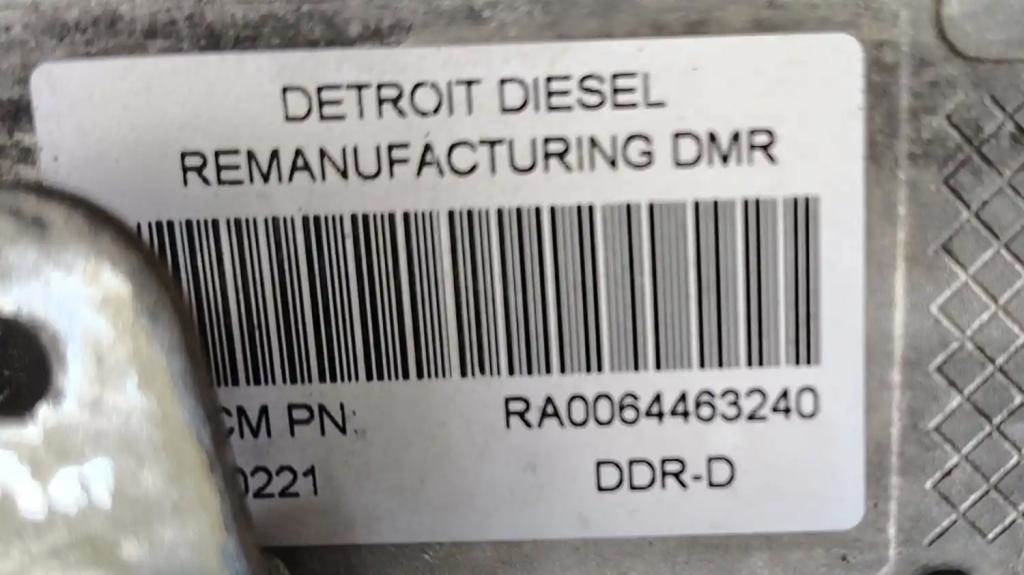 DETROIT DIESEL
REMANUFACTURING DMR
CM PN: RA0064463240
0221 DDR-D